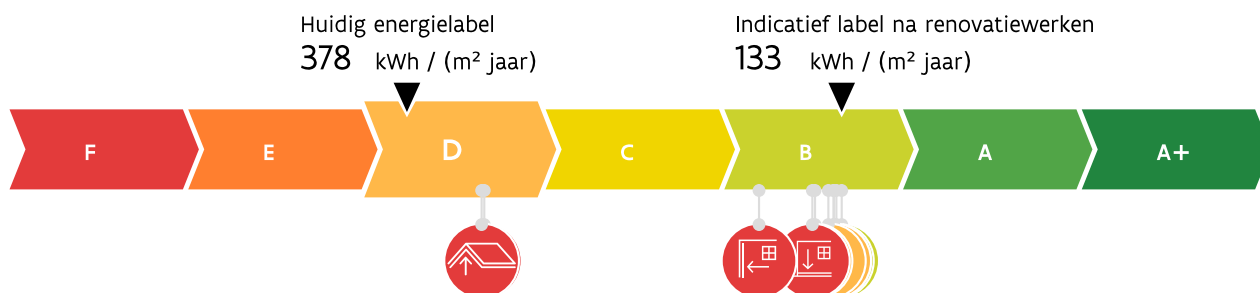 Huidig energielabel
378 kWh / (m² jaar)
Indicatief label na renovatiewerken
133 kWh / (m² jaar)
F E D C B A A+